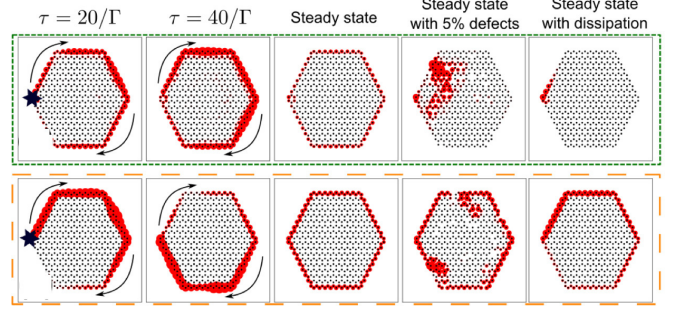 τ = 20/Γ
τ = 40/Γ
Steady state
Steady state
with 5% defects
Steady state
with dissipation